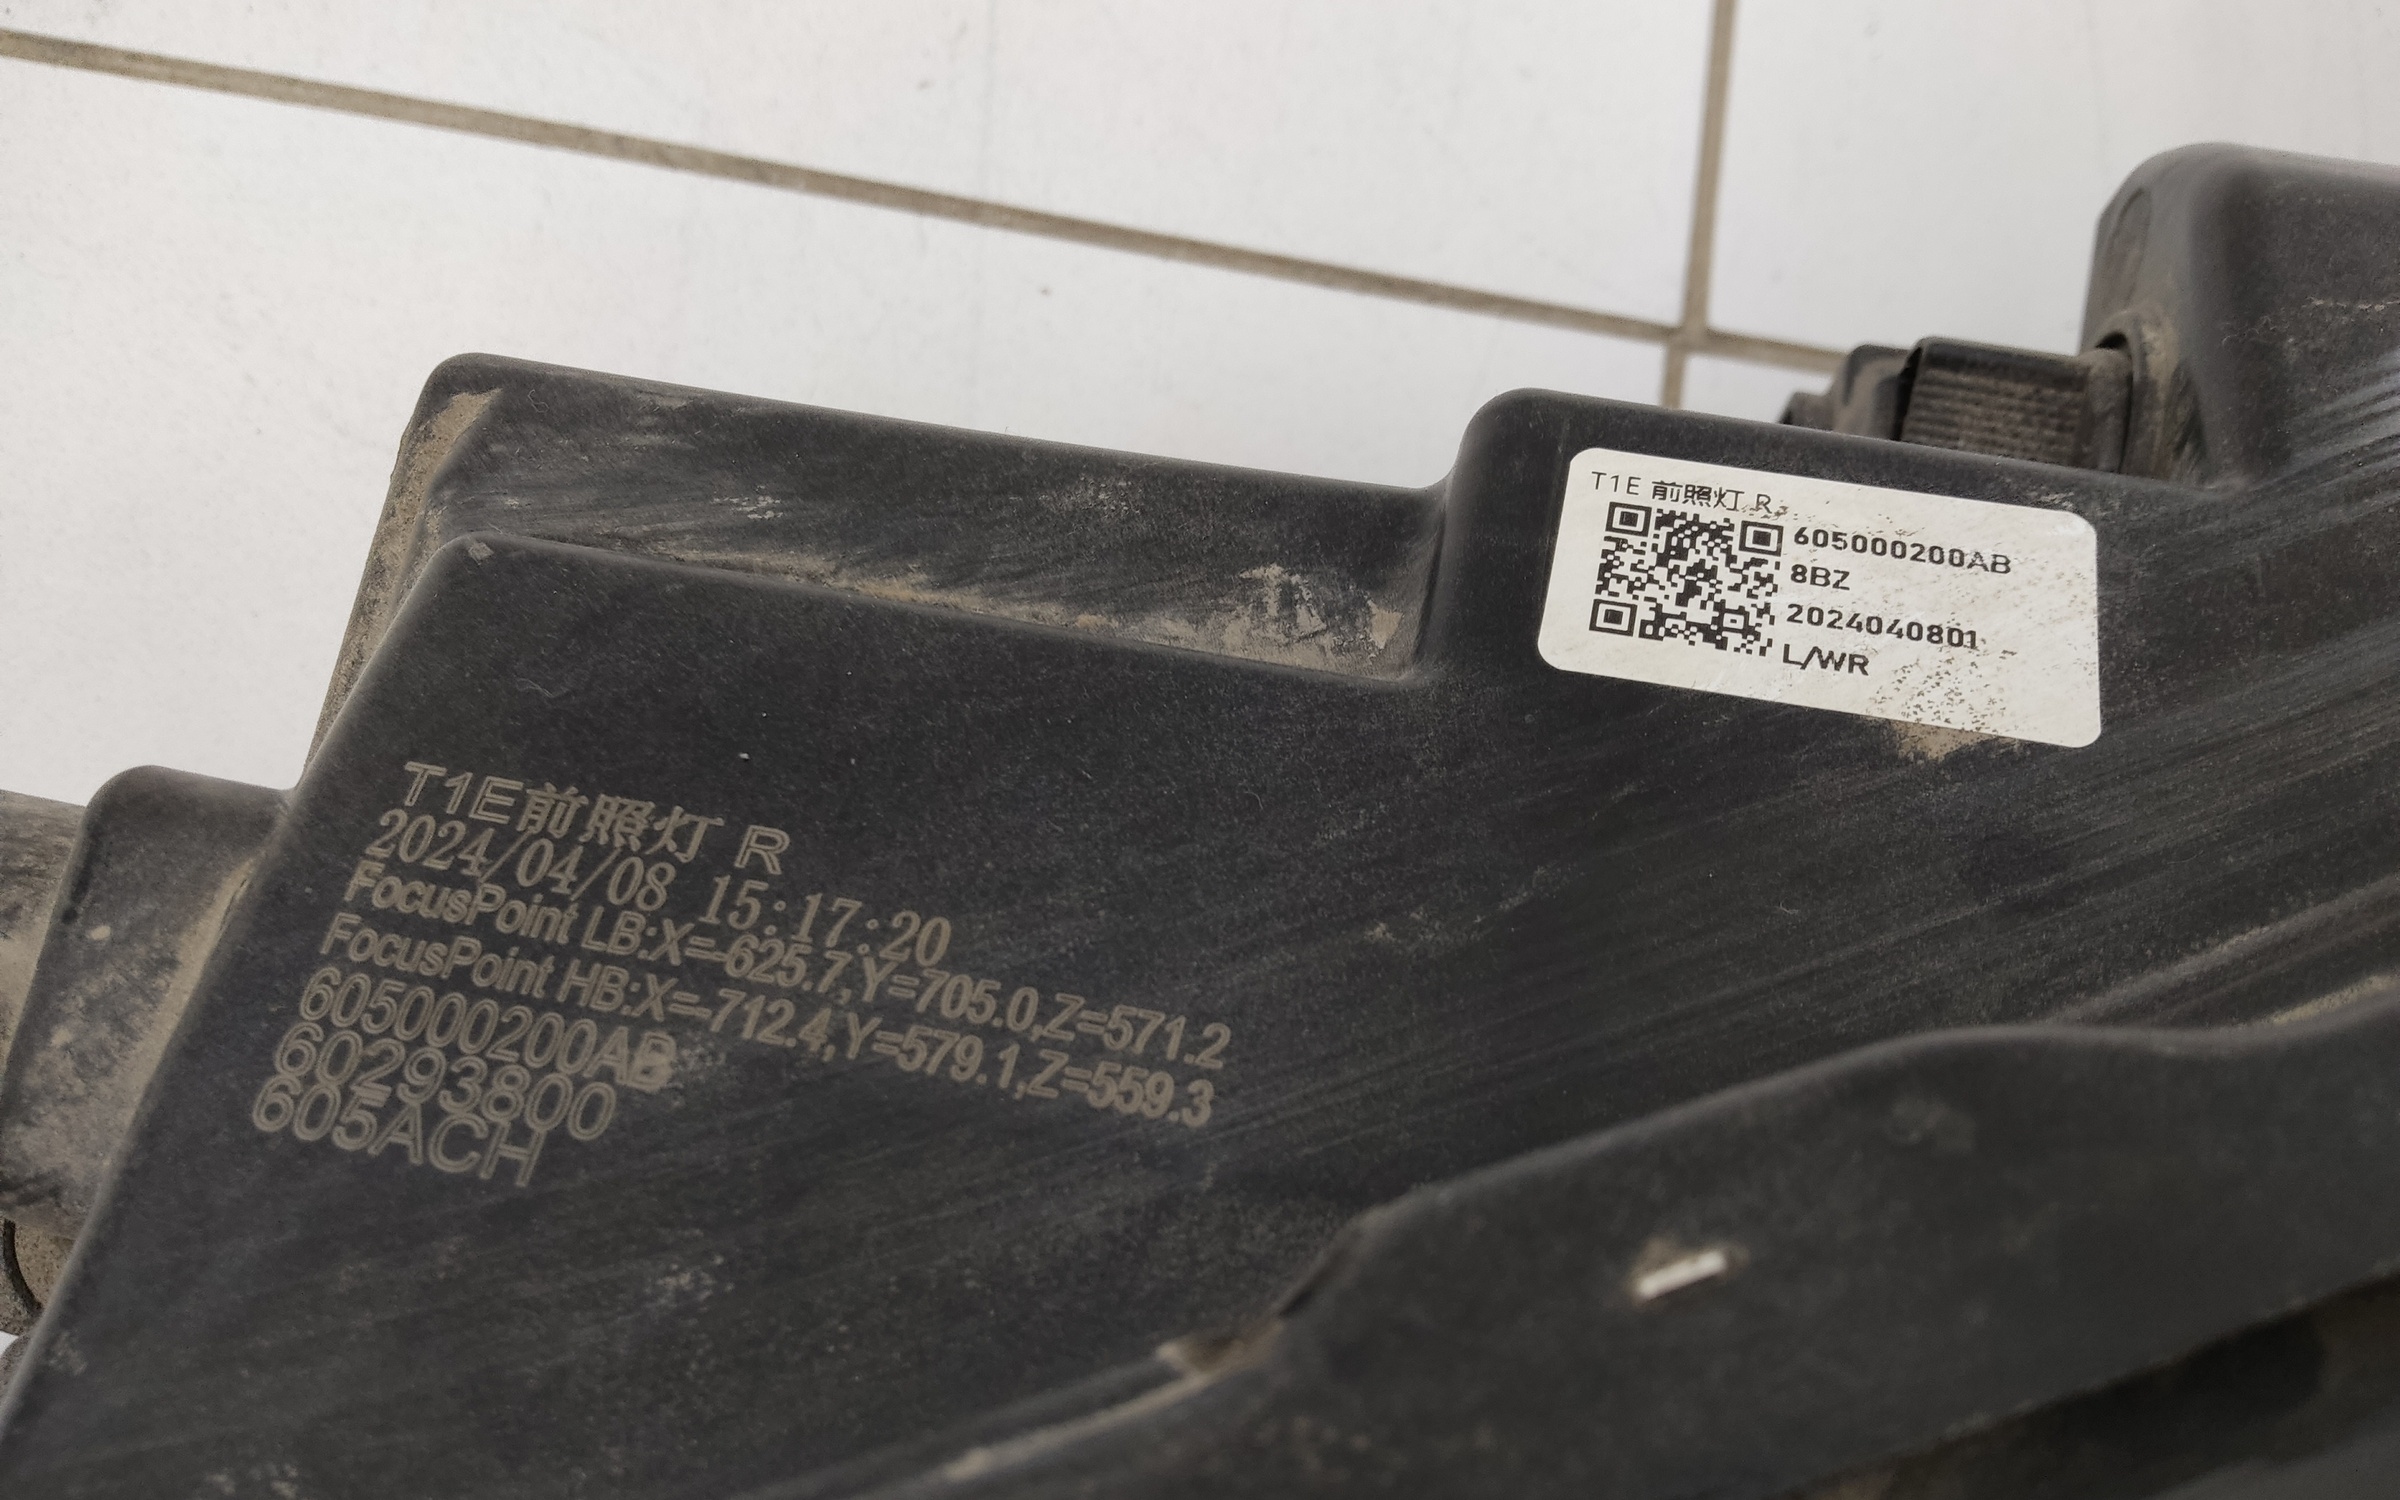 T1E 前照灯 R
605000200AB
8BZ
2024040801
L/WR
T1E前照灯 R
2024/04/08 15:17:20
FocusPoint LB:X=-625.7,Y=705.0,Z=571.2
FocusPoint HB:X=-712.4,Y=579.1,Z=559.3
605000200AB
60293800
605ACH